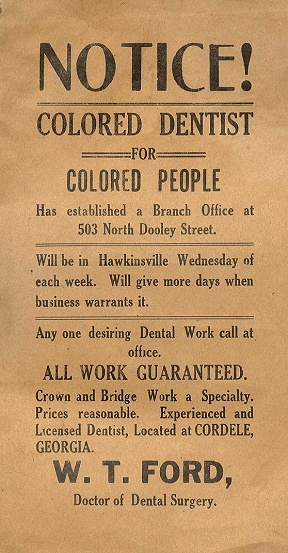 NOTICE!
COLORED DENTIST
FOR
COLORED PEOPLE
Has established a Branch Office at
503 North Dooley Street.
Will be in Hawkinsville Wednesday of
each week. Will give more days when
business warrants it.
Any one desiring Dental Work call at
office.
ALL WORK GUARANTEED.
Crown and Bridge Work a Specialty.
Prices reasonable. Experienced and
Licensed Dentist, Located at CORDELE,
GEORGIA.
W. T. FORD,
Doctor of Dental Surgery.